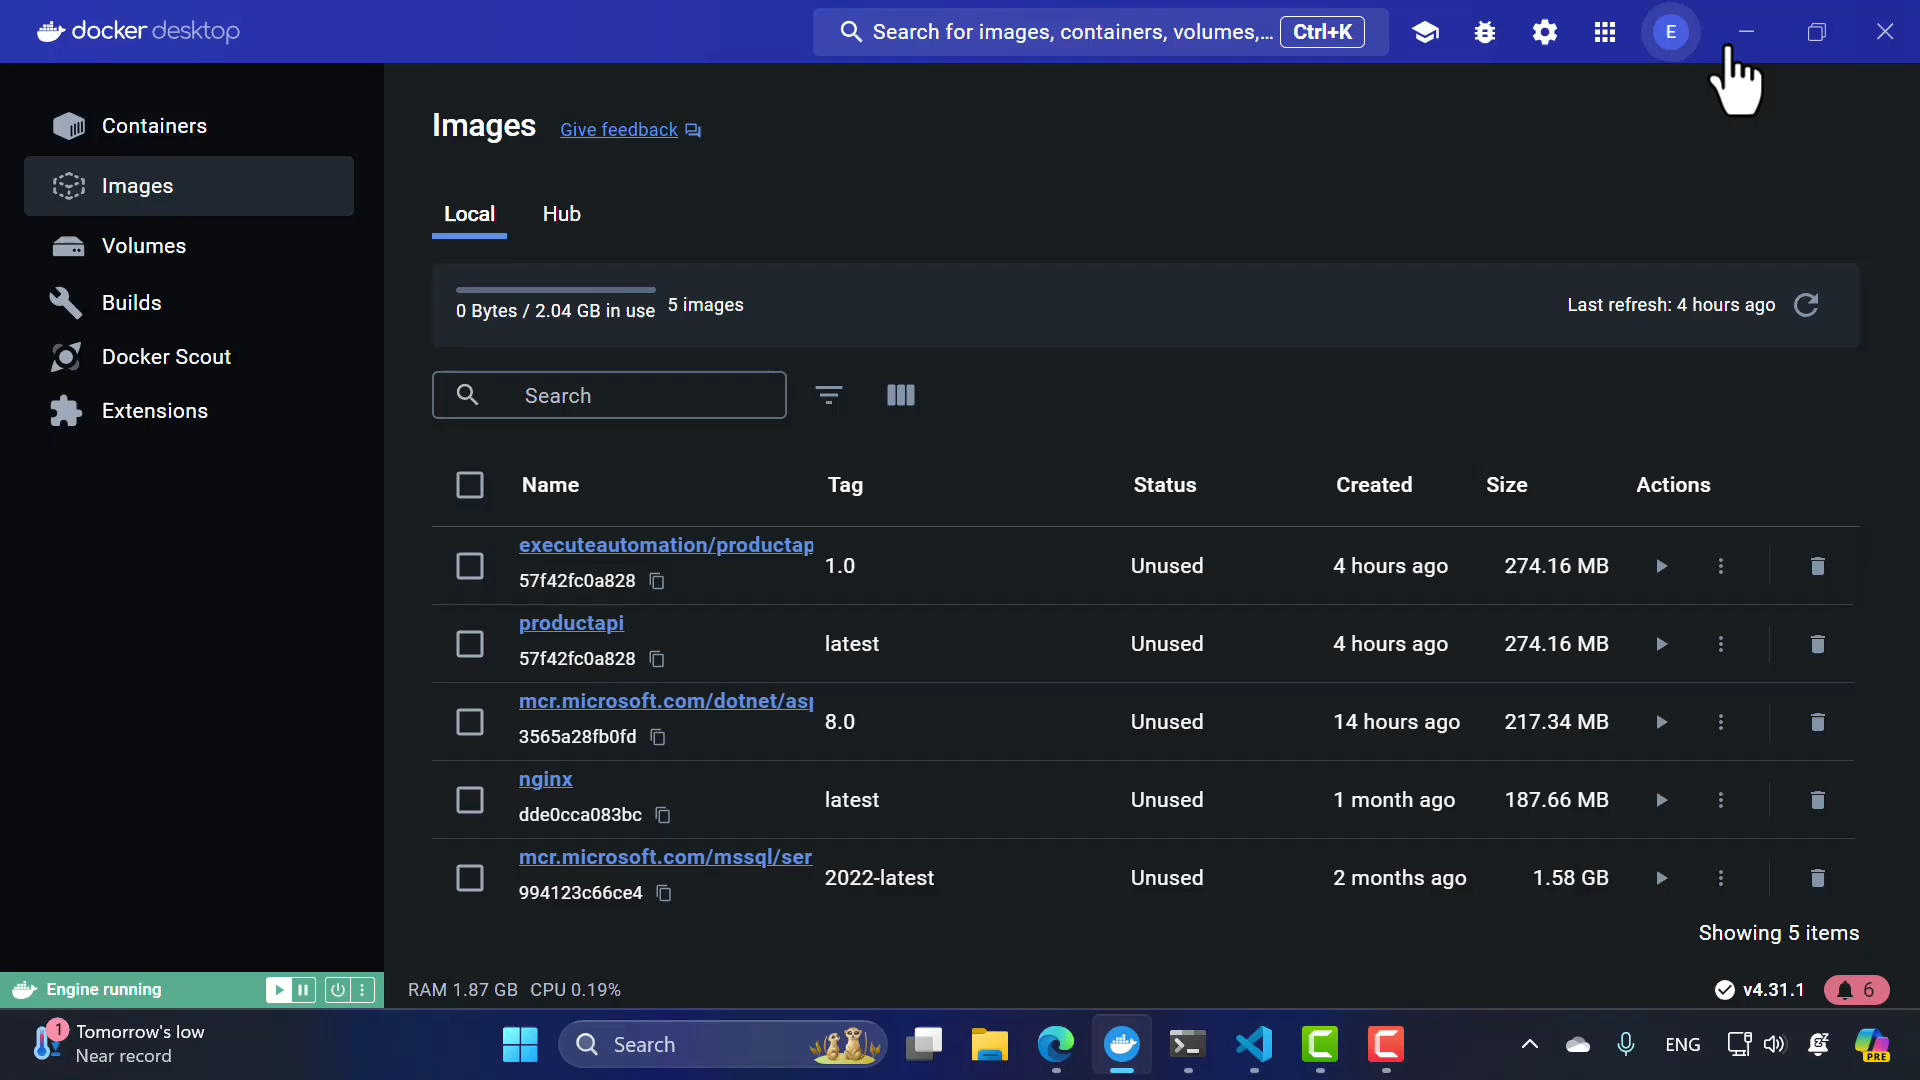 docker desktop
Search for images, containers, volumes,... Ctrl+K
E
Containers
Images
Volumes
Builds
Docker Scout
Extensions
Images Give feedback
Local Hub
0 Bytes / 2.04 GB in use 5 images
Last refresh: 4 hours ago
Search
Name Tag Status Created Size Actions
executeautomation/productap
57f42fc0a828
1.0 Unused 4 hours ago 274.16 MB
productapi
57f42fc0a828
latest Unused 4 hours ago 274.16 MB
mcr.microsoft.com/dotnet/asp
3565a28fb0fd
8.0 Unused 14 hours ago 217.34 MB
nginx
dde0cca083bc
latest Unused 1 month ago 187.66 MB
mcr.microsoft.com/mssql/ser
994123c66ce4
2022-latest Unused 2 months ago 1.58 GB
Showing 5 items
Engine running
RAM 1.87 GB CPU 0.19%
v4.31.1
6
1
Tomorrow's low
Near record
Search
ENG
PRE